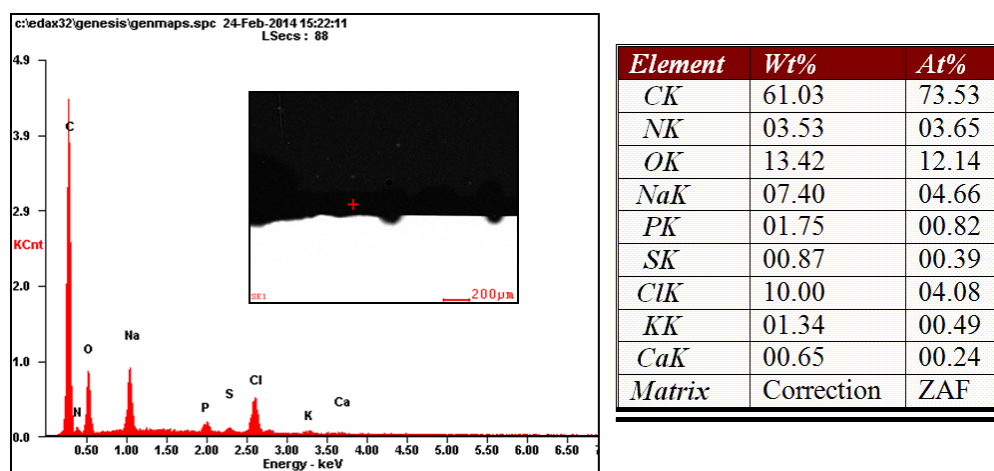 c:\edax32\genesis\genmaps.spc 24-Feb-2014 15:22:11
LSecs : 88
4.9
3.9
2.9
KCnt
2.0
1.0
0.0
C
N
O
Na
P
S
Cl
K
Ca
SE1
200µm
0.50 1.00 1.50 2.00 2.50 3.00 3.50 4.00 4.50 5.00 5.50 6.00 6.50 7
Energy - keV
Element Wt% At%
CK 61.03 73.53
NK 03.53 03.65
OK 13.42 12.14
NaK 07.40 04.66
PK 01.75 00.82
SK 00.87 00.39
ClK 10.00 04.08
KK 01.34 00.49
CaK 00.65 00.24
Matrix Correction ZAF